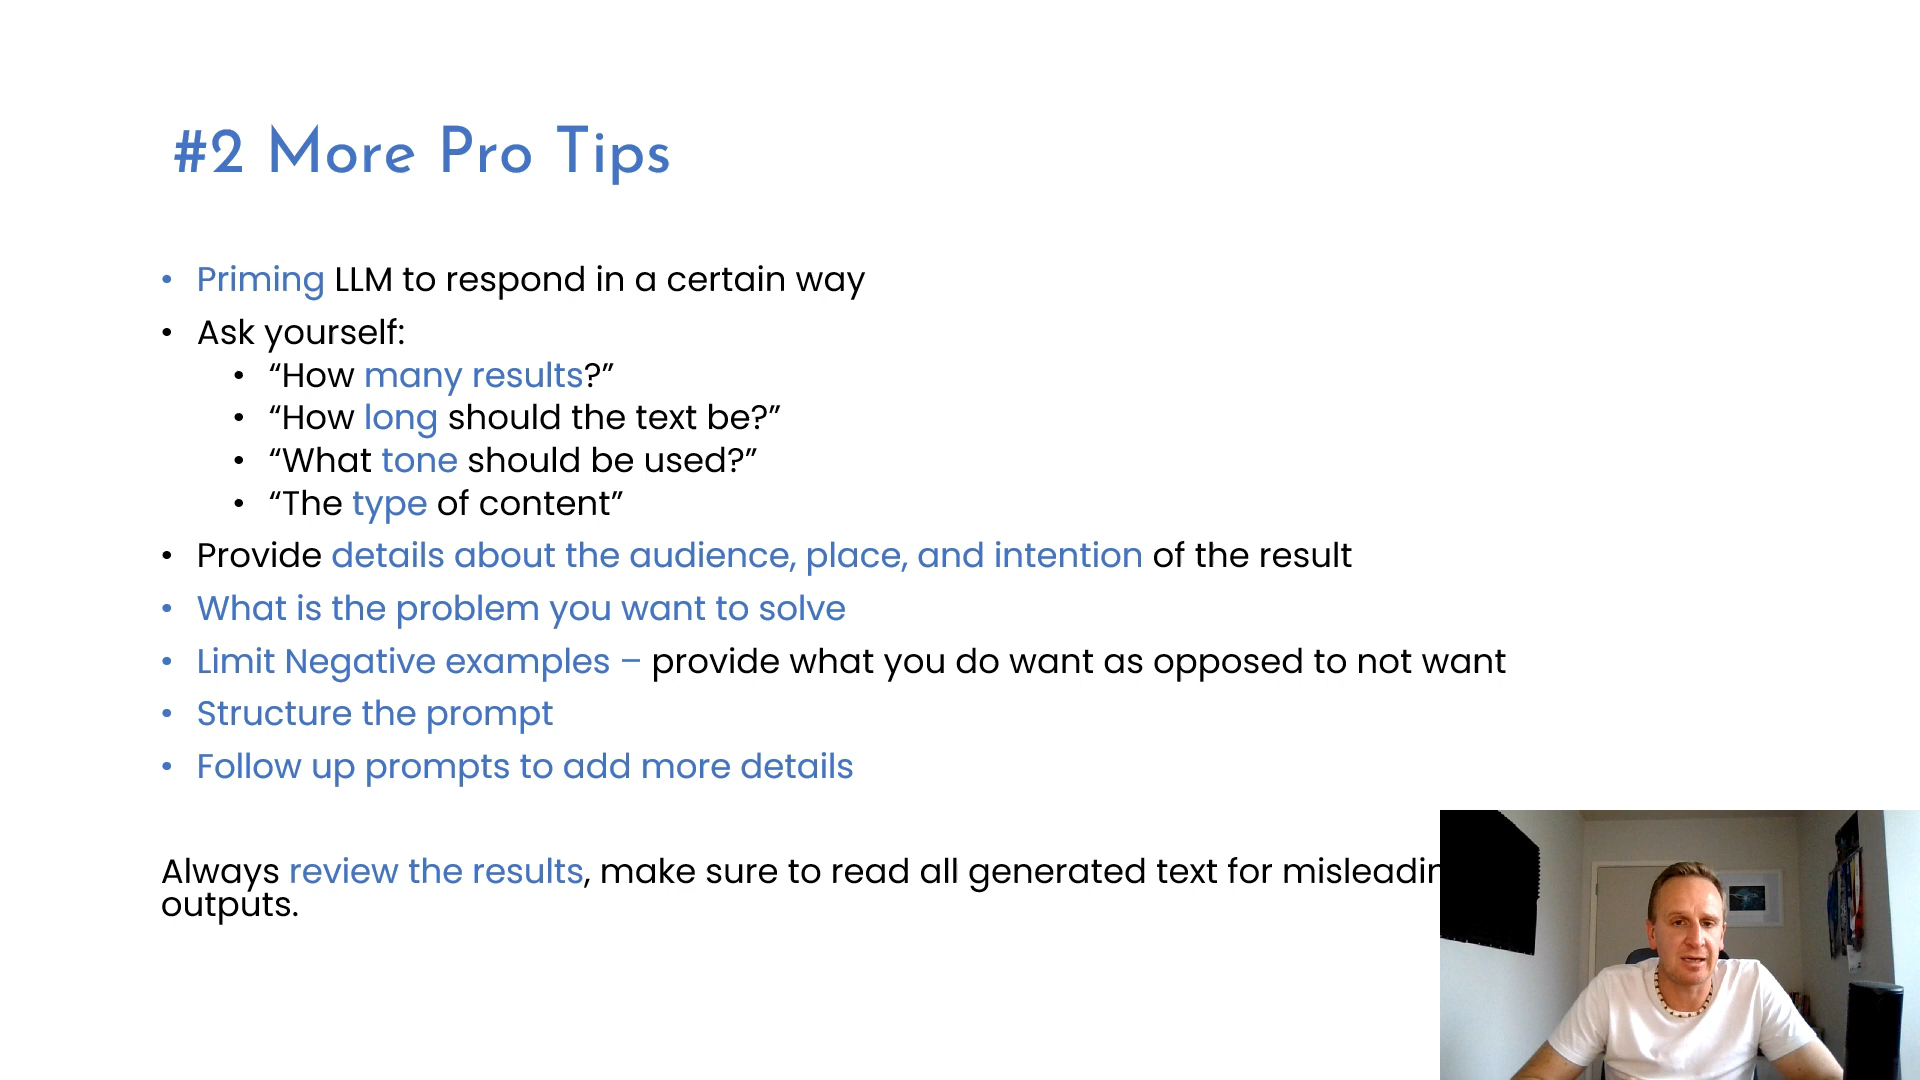 #2 More Pro Tips
• Priming LLM to respond in a certain way
• Ask yourself:
• “How many results?”
• “How long should the text be?”
• “What tone should be used?”
• “The type of content”
• Provide details about the audience, place, and intention of the result
• What is the problem you want to solve
• Limit Negative examples – provide what you do want as opposed to not want
• Structure the prompt
• Follow up prompts to add more details
Always review the results, make sure to read all generated text for
outputs.